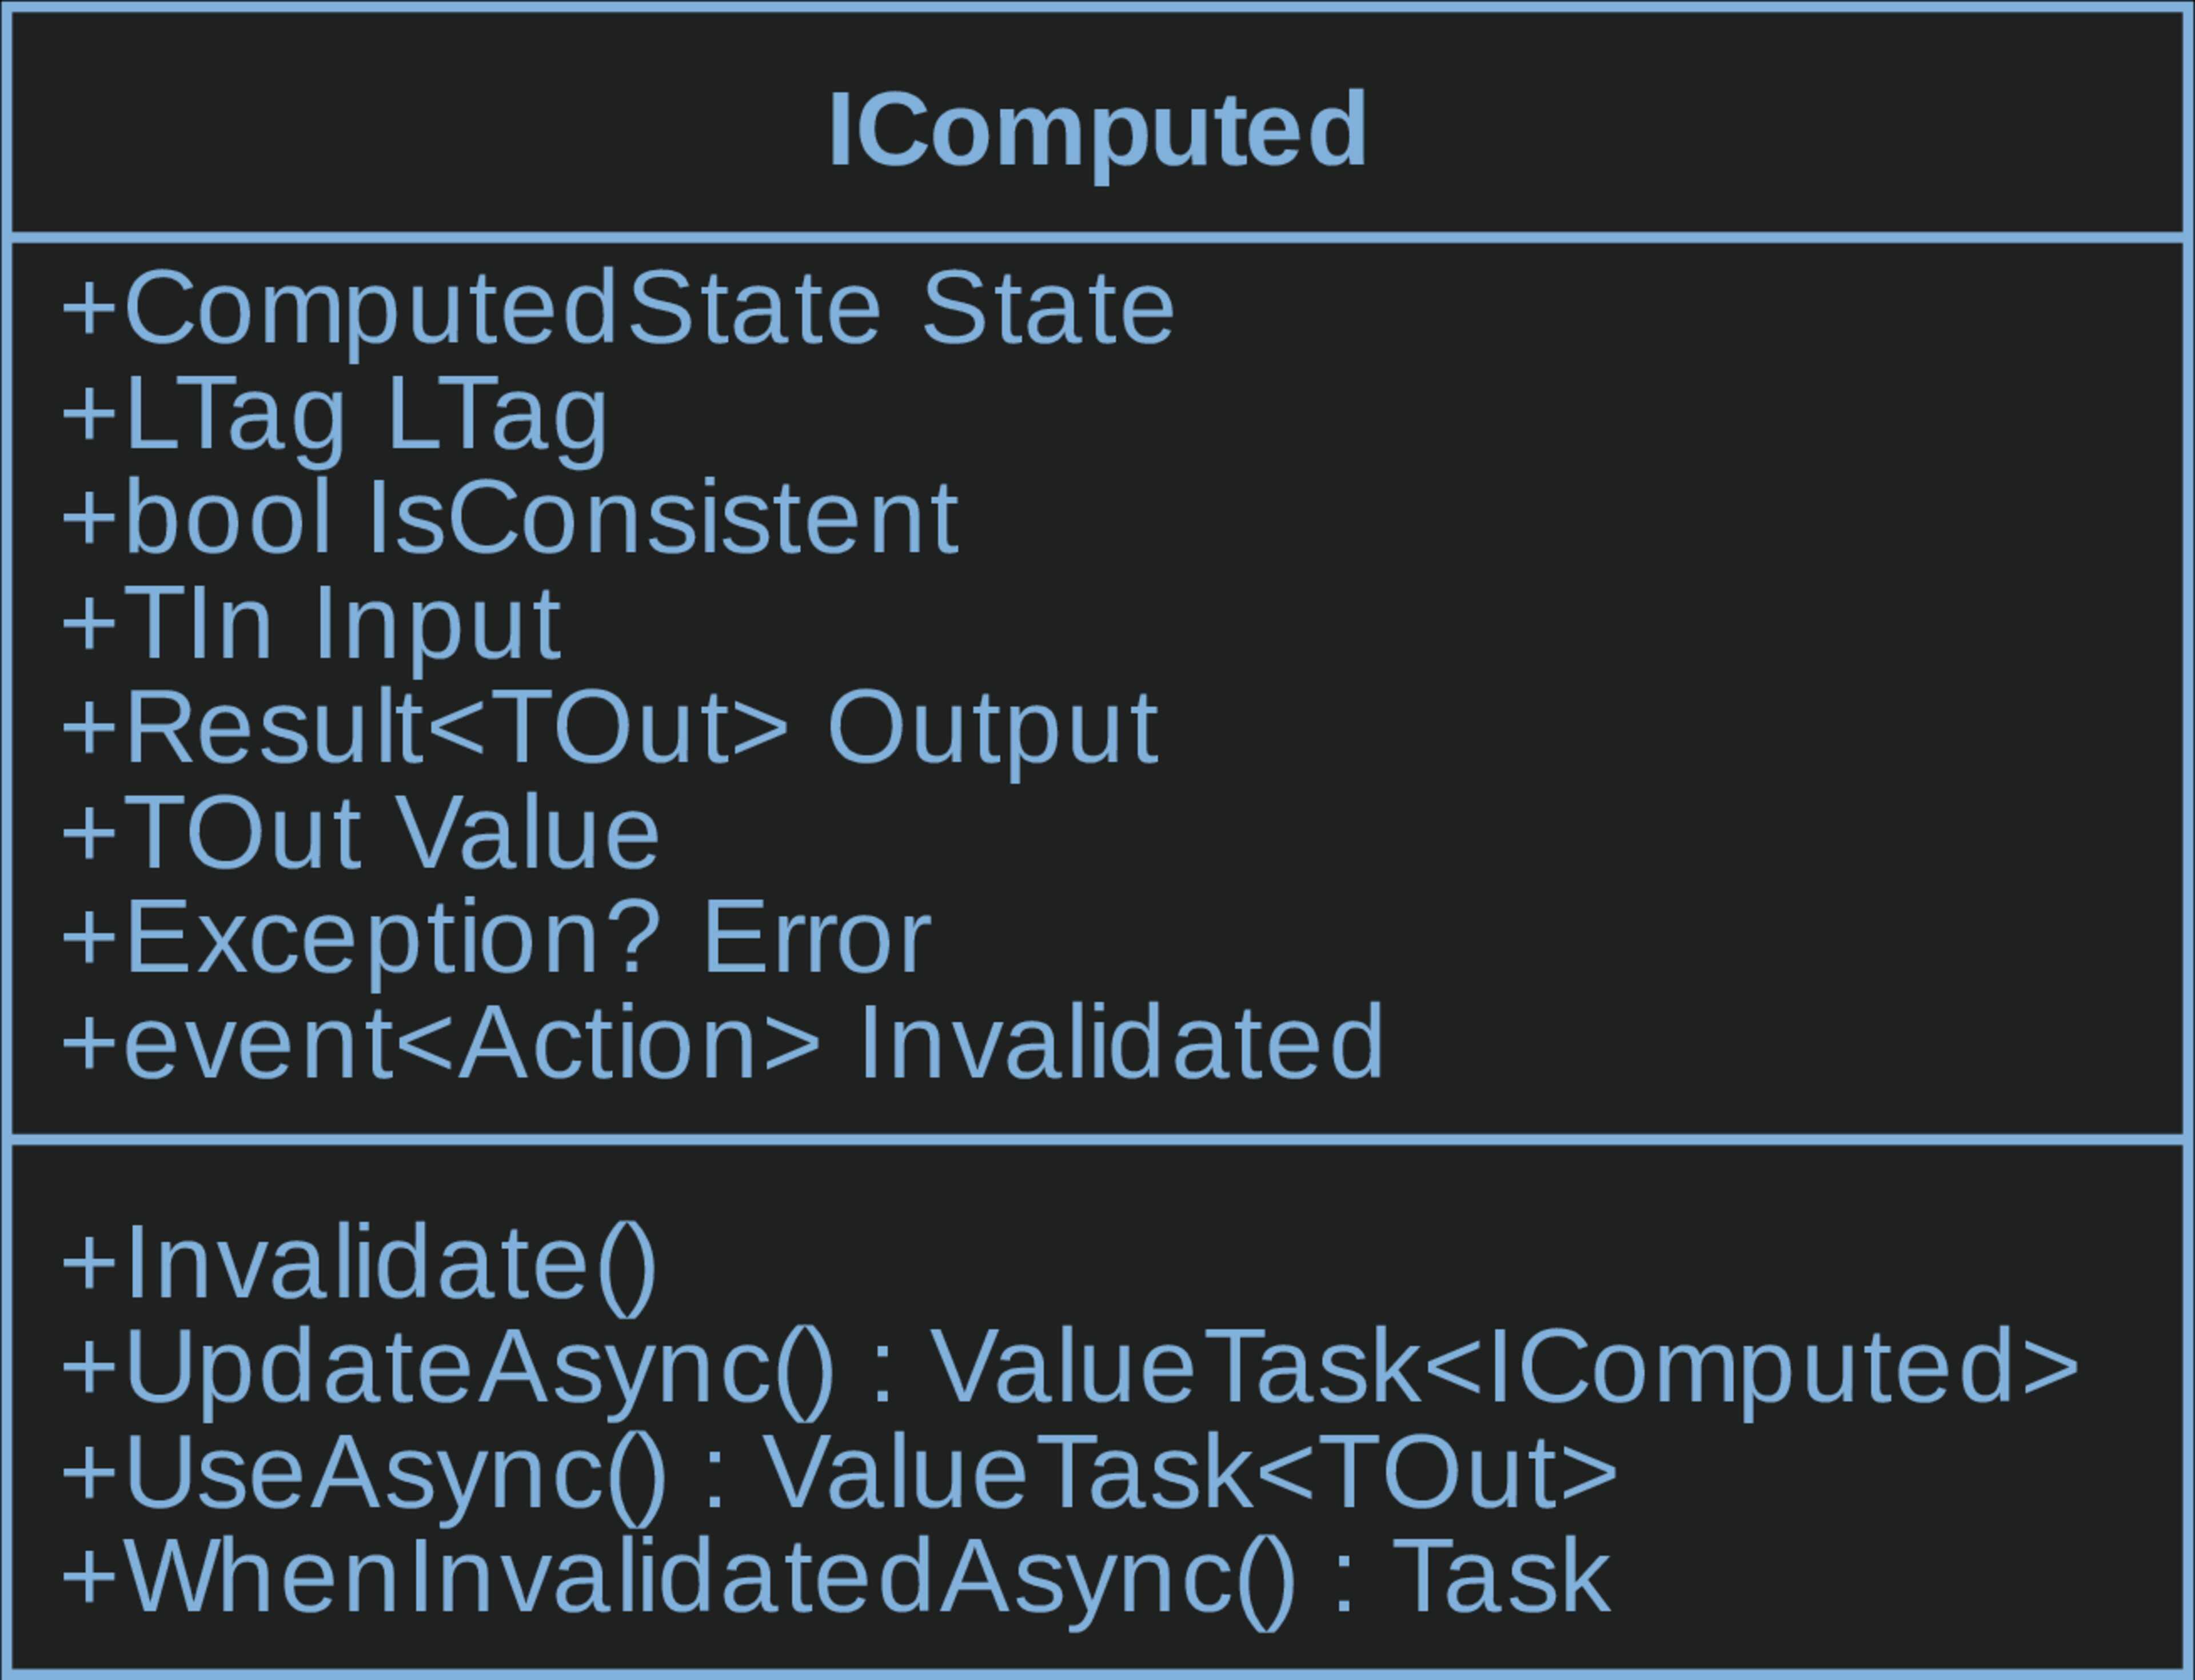 IComputed
+ComputedState State
+LTag LTag
+bool IsConsistent
+TIn Input
+Result<TOut> Output
+TOut Value
+Exception? Error
+event<Action> Invalidated
+Invalidate()
+UpdateAsync() : ValueTask<IComputed>
+UseAsync() : ValueTask<TOut>
+WhenInvalidatedAsync() : Task